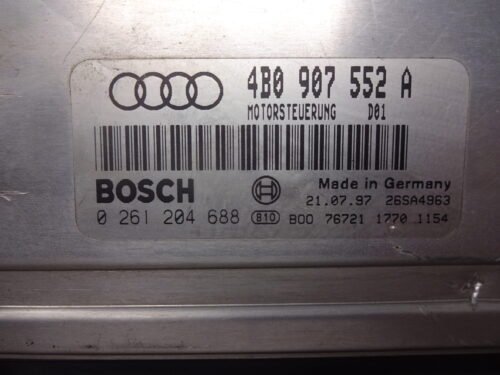 4B0 907 552 A
MOTORSTEUERUNG D01
BOSCH
Made in Germany
21.07.97 26SA4963
0 261 204 688 810 B00 76721 1770 1154